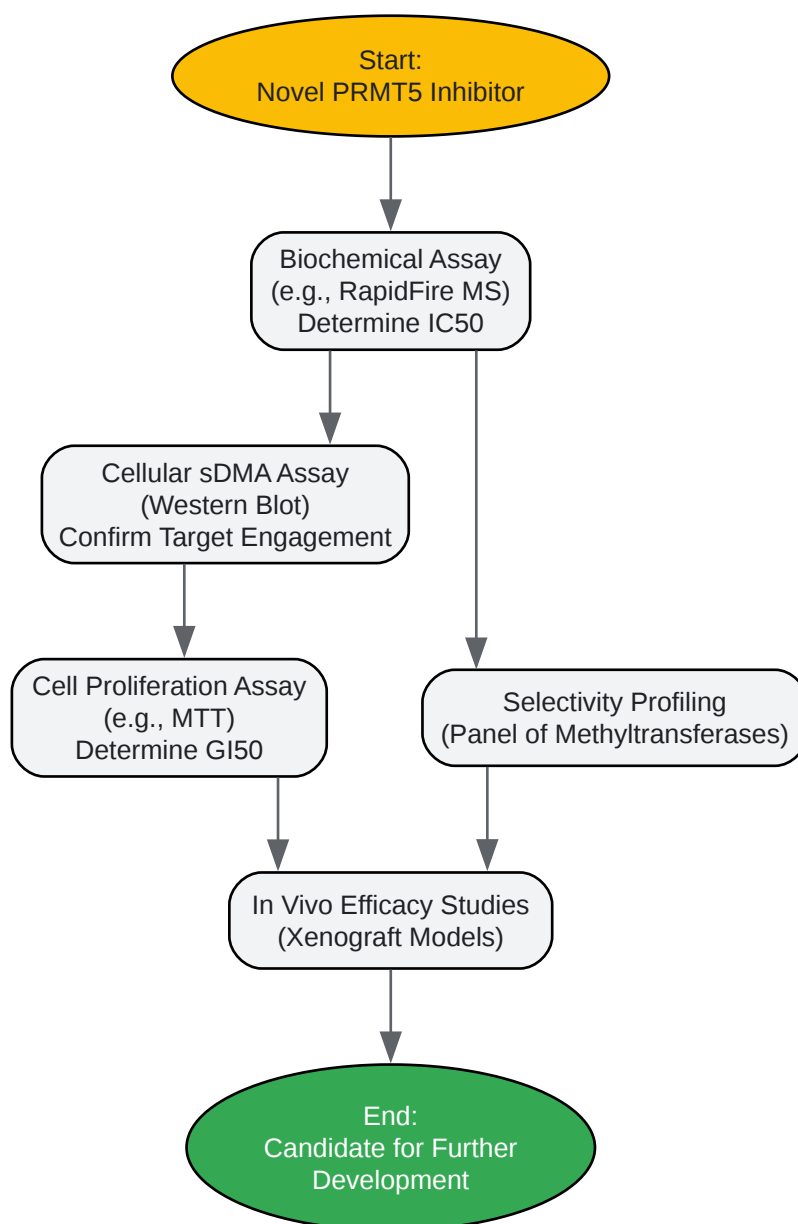 Start:
Novel PRMT5 Inhibitor
Biochemical Assay
(e.g., RapidFire MS)
Determine IC50
Cellular sDMA Assay
(Western Blot)
Confirm Target Engagement
Cell Proliferation Assay
(e.g., MTT)
Determine GI50
Selectivity Profiling
(Panel of Methyltransferases)
In Vivo Efficacy Studies
(Xenograft Models)
End:
Candidate for Further
Development